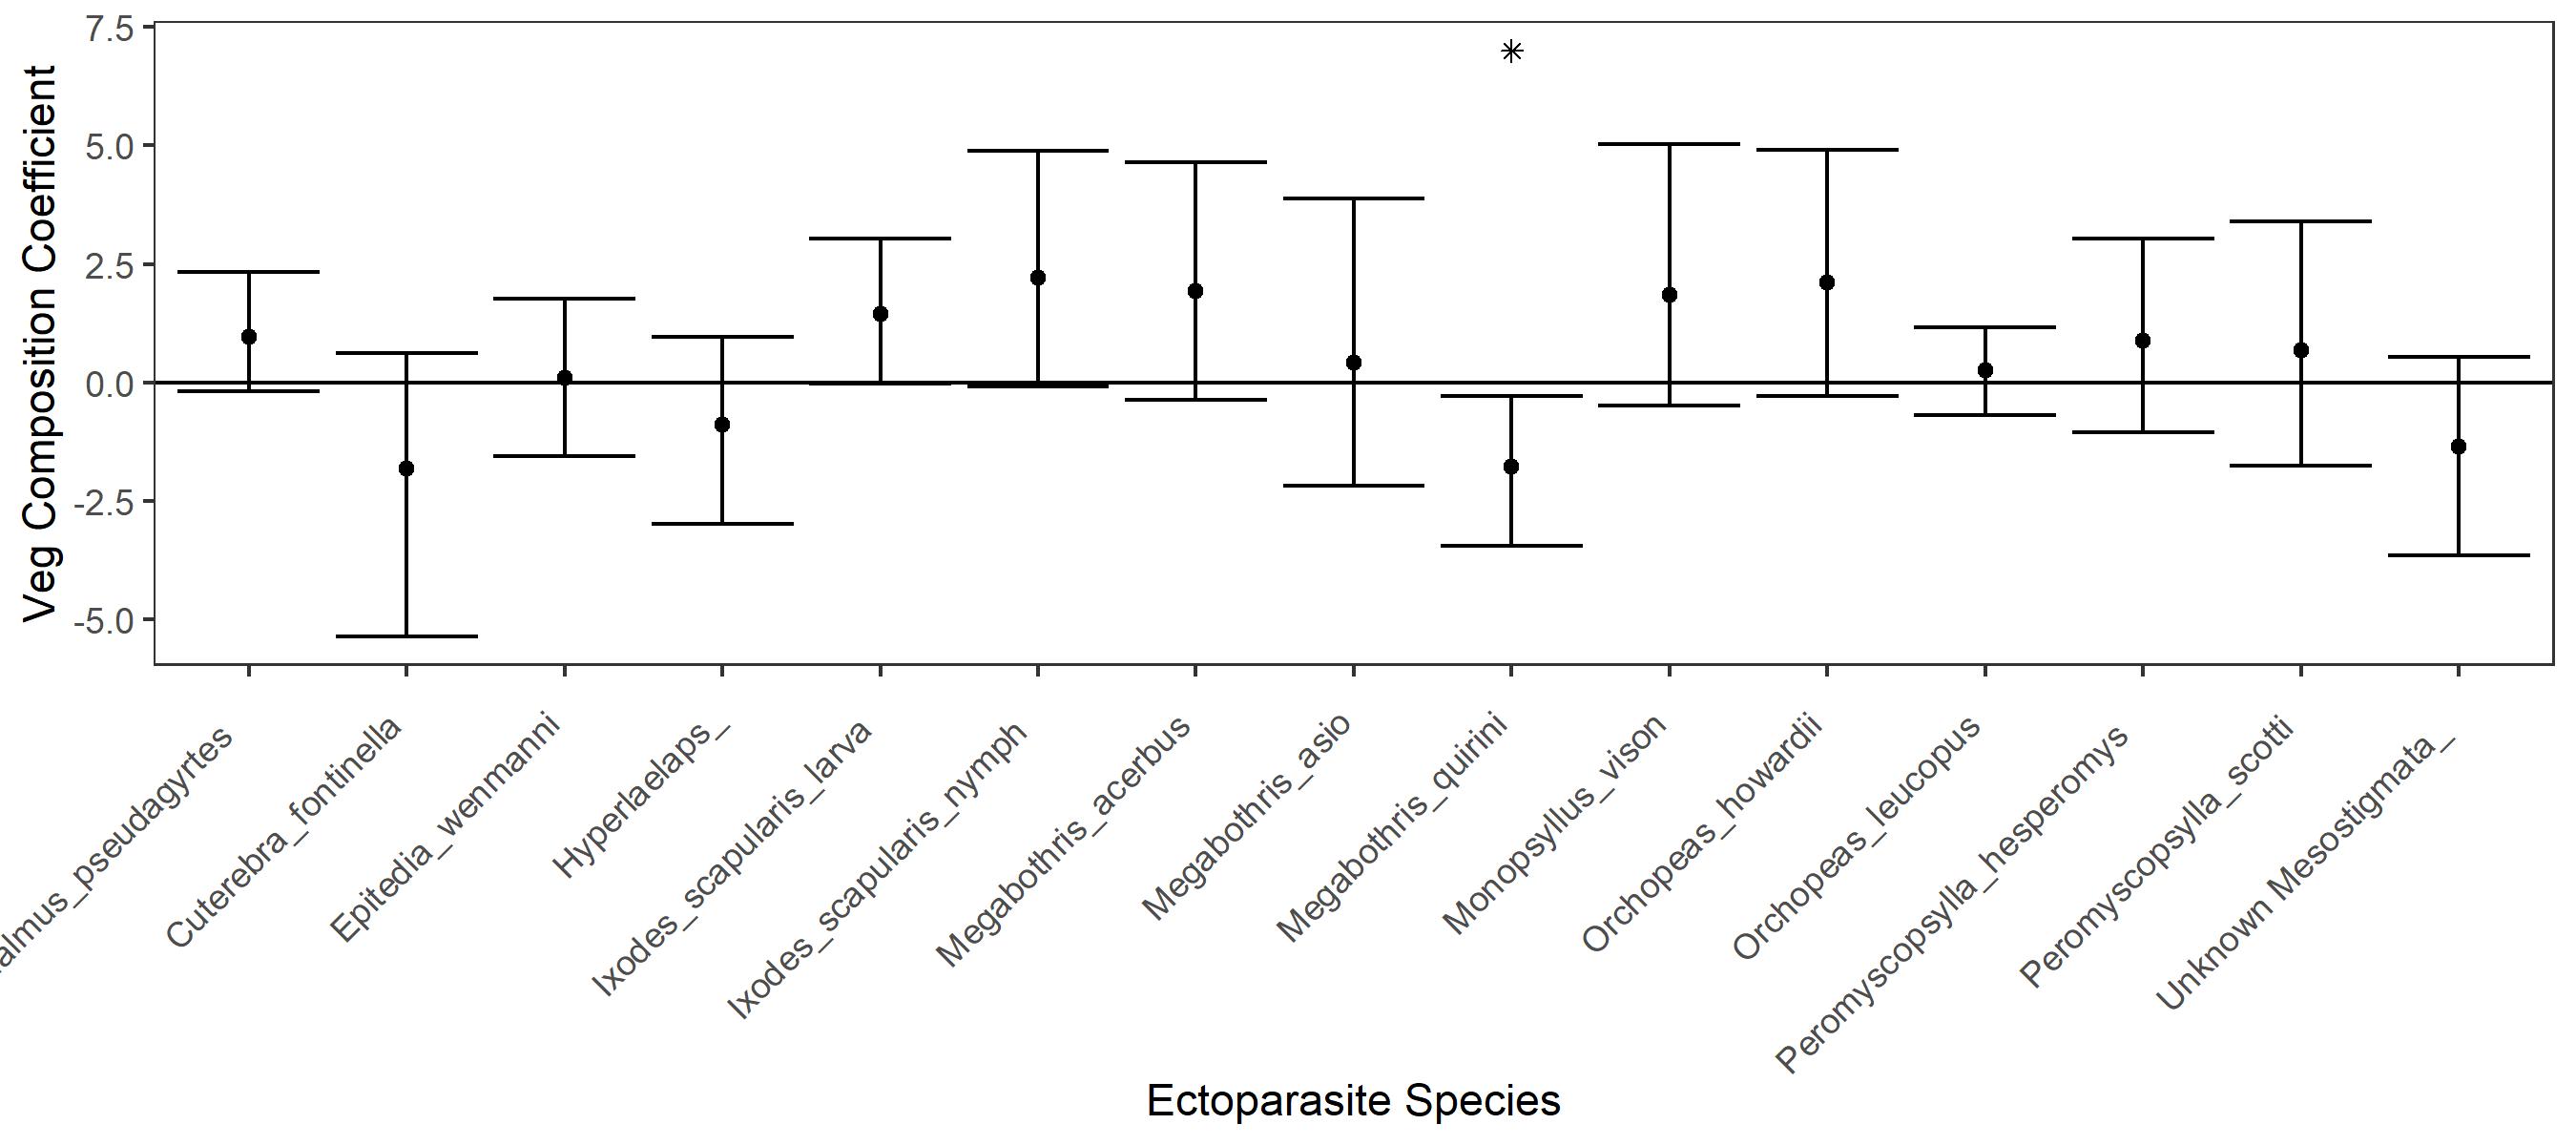 7.5
5.0
2.5
0.0
-2.5
-5.0
Veg Composition Coefficient
*
almus_pseudagyrtes
Cuterebra_fontinella
Epitedia_wenmanni
Hyperlaelaps_
Ixodes_scapularis_larva
Ixodes_scapularis_nymph
Megabothris_acerbus
Megabothris_asio
Megabothris_quirini
Monopsyllus_vison
Orchopeas_howardii
Orchopeas_leucopus
Peromyscopsylla_hesperomys
Peromyscopsylla_scotti
Unknown Mesostigmata_
Ectoparasite Species